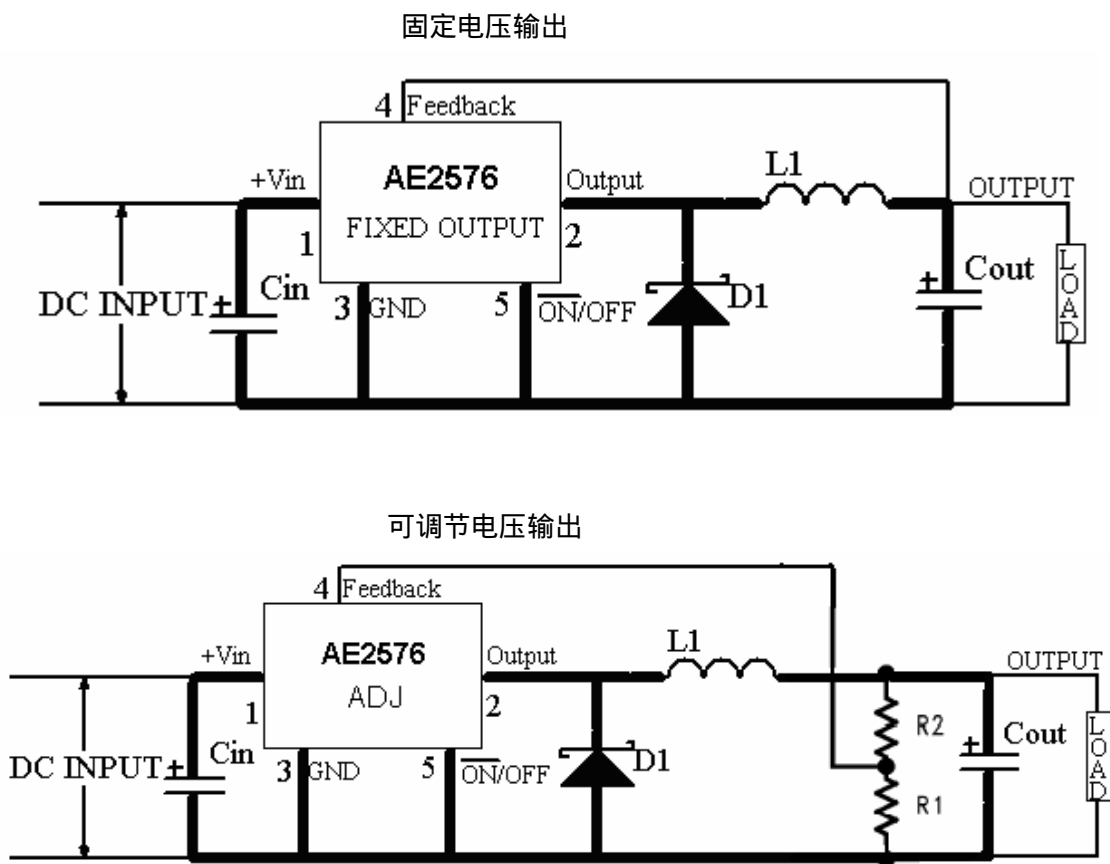 固定电压输出
4 Feedback
AE2576
FIXED OUTPUT
+Vin
Output
L1
OUTPUT
1
2
DC INPUT
+
Cin
3 GND
5 ON/OFF
D1
+
Cout
LOAD
可调节电压输出
4 Feedback
AE2576
ADJ
+Vin
Output
L1
OUTPUT
1
2
R2
DC INPUT
+
Cin
3 GND
5 ON/OFF
D1
+
Cout
LOAD
R1